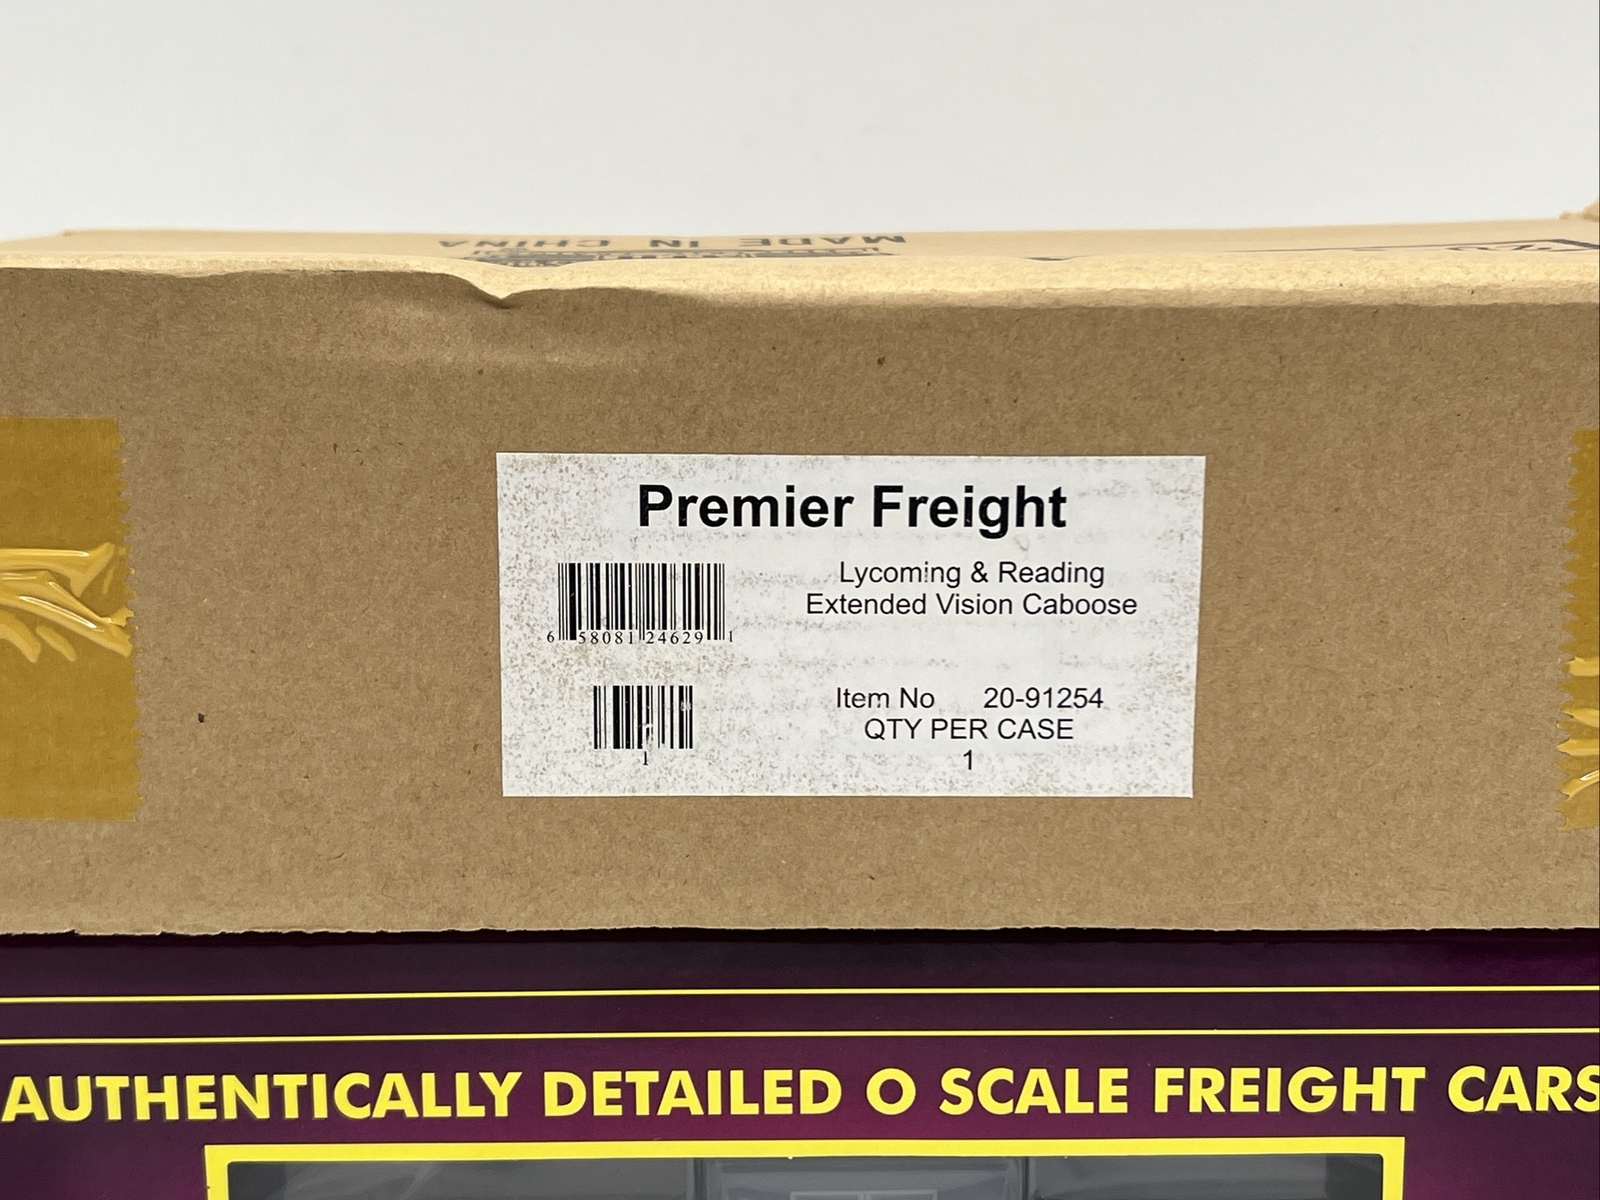 MADE IN CHINA
Premier Freight
Lycoming & Reading
Extended Vision Caboose
6 58081 24629 1
Item No 20-91254
QTY PER CASE
1
1
AUTHENTICALLY DETAILED O SCALE FREIGHT CARS